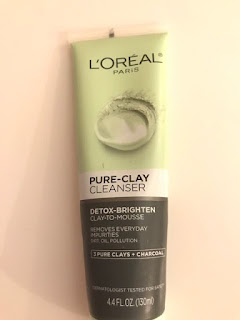 L'ORÉAL
PARIS
PURE-CLAY
CLEANSER
DETOX-BRIGHTEN
CLAY-TO-MOUSSE
REMOVES EVERYDAY
IMPURITIES
DIRT, OIL, POLLUTION
3 PURE CLAYS + CHARCOAL
DERMATOLOGIST TESTED FOR SAFETY
4.4 FL. OZ. (130ml)